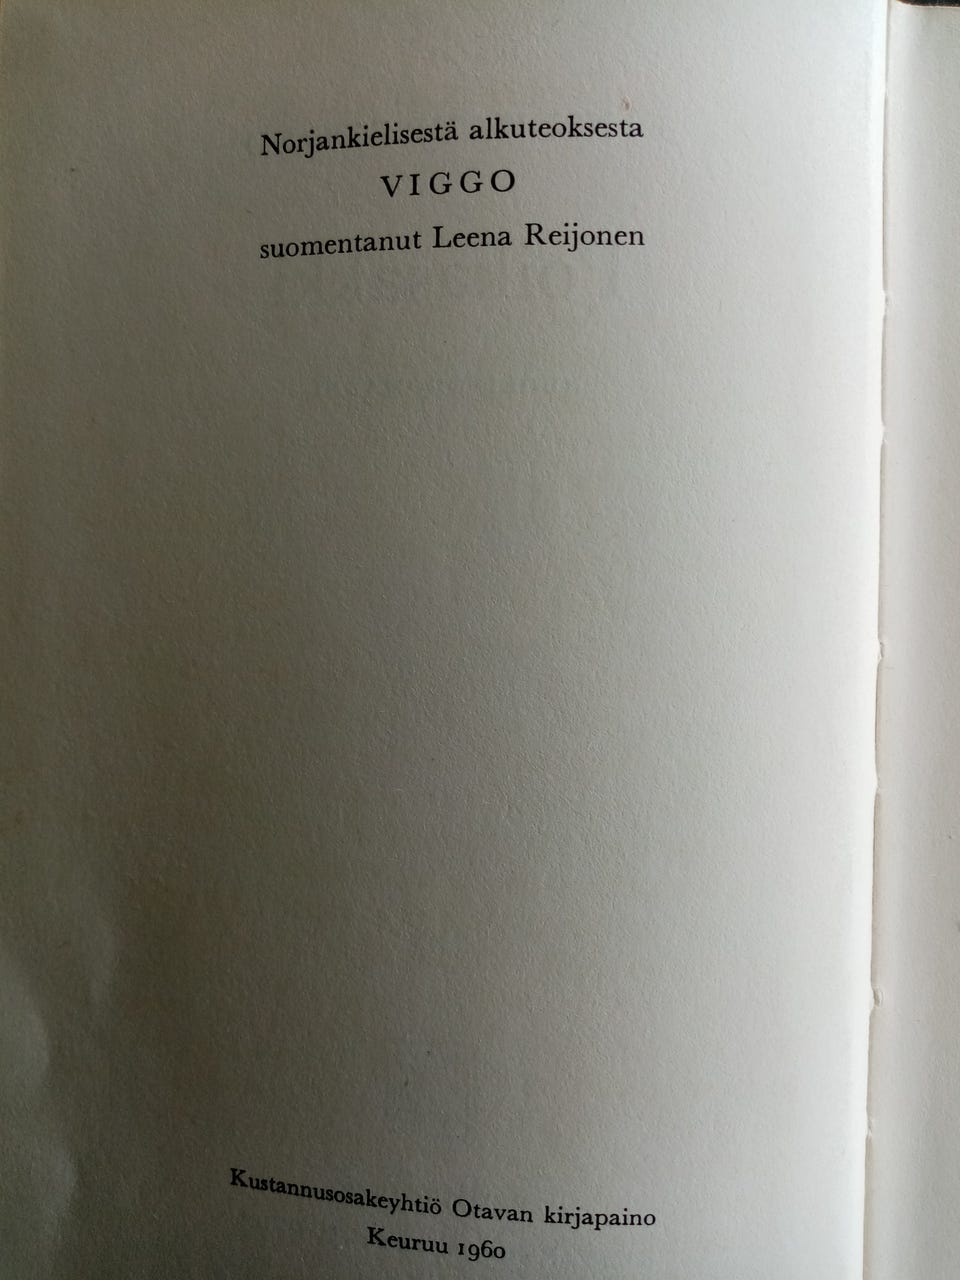 Norjankielisestä alkuteoksesta
VIGGO
suomentanut Leena Reijonen
Kustannusosakeyhtiö Otavan kirjapaino
Keuruu 1960